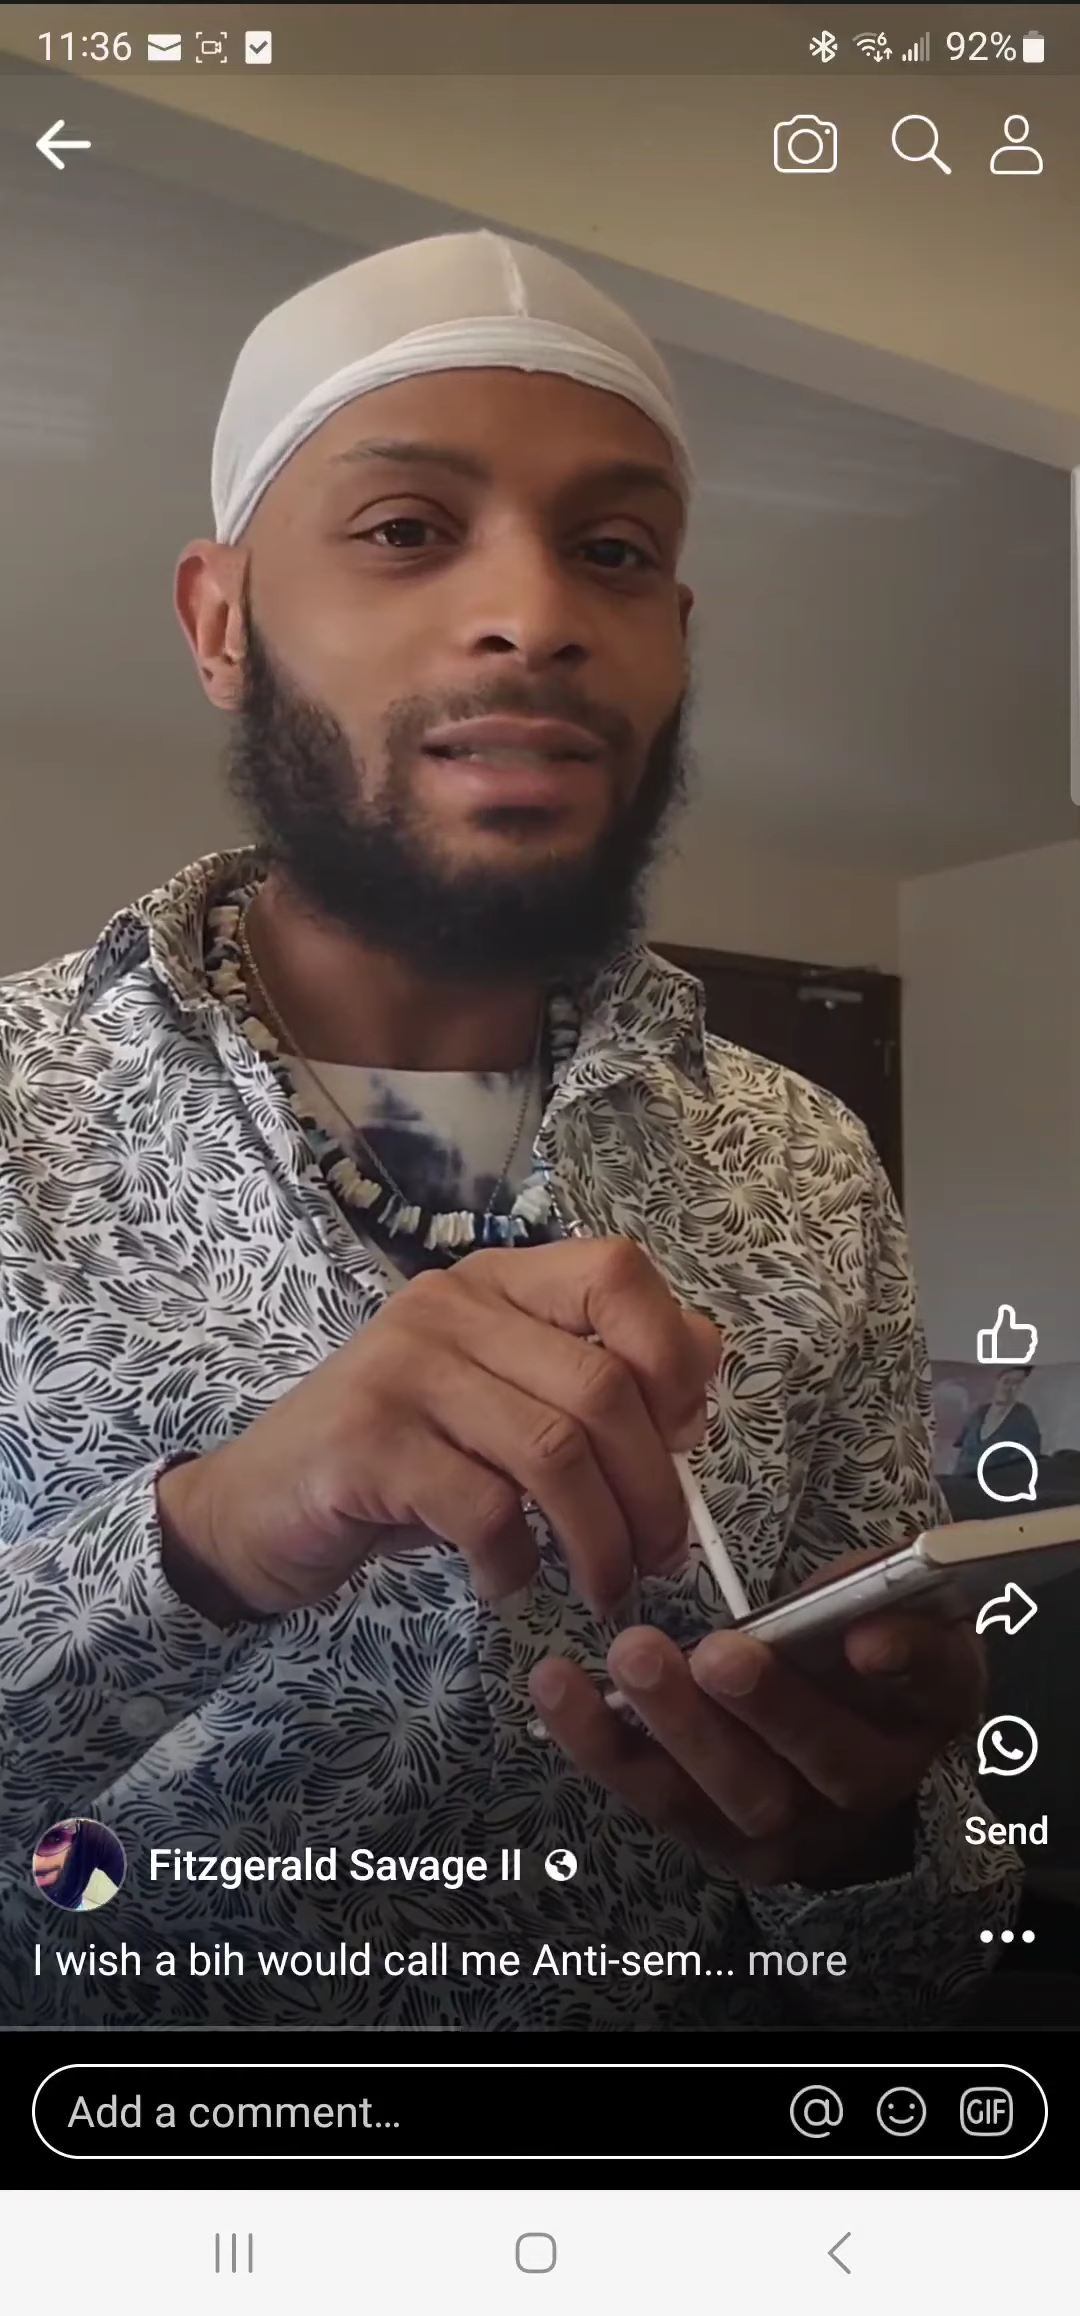 11:36
92%
Send
Fitzgerald Savage II
I wish a bih would call me Anti-sem... more
Add a comment...
GIF